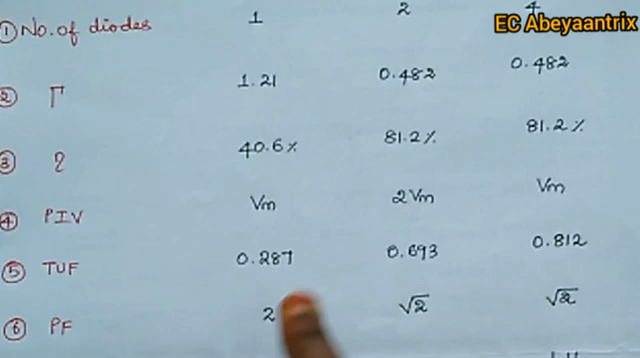 EC Abeyaantrix
① No. of diodes 1 2 4
② Γ 1.21 0.482 0.482
③ η 40.6% 81.2% 81.2%
④ PIV Vm 2Vm Vm
⑤ TUF 0.287 0.693 0.812
⑥ PF 2 √2 √2